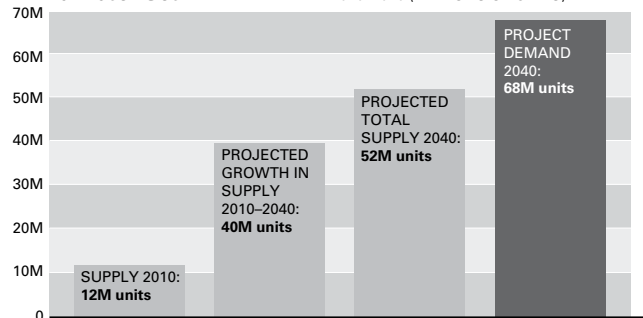 70M
60M
50M
40M
30M
20M
10M
0
SUPPLY 2010:
12M units
PROJECTED
GROWTH IN
SUPPLY
2010–2040:
40M units
PROJECTED
TOTAL
SUPPLY 2040:
52M units
PROJECT
DEMAND
2040:
68M units